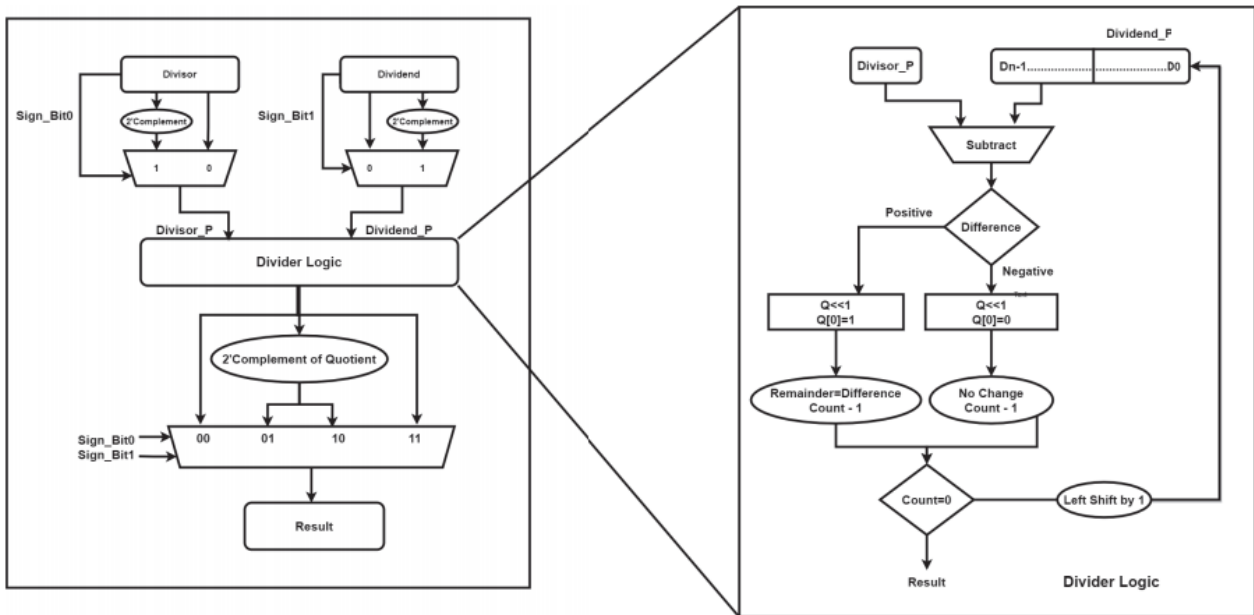 Divisor
Dividend
Sign_Bit0
Sign_Bit1
2'Complement
2'Complement
1 0
0 1
Divisor_P
Dividend_P
Divider Logic
2'Complement of Quotient
00 01 10 11
Sign_Bit0
Sign_Bit1
Result
Dividend_P
Divisor_P
Dn-1..............................D0
Subtract
Positive
Difference
Negative
Q<<1
Q[0]=1
Q<<1
Q[0]=0
Remainder=Difference
Count - 1
No Change
Count - 1
Count=0
Left Shift by 1
Result
Divider Logic